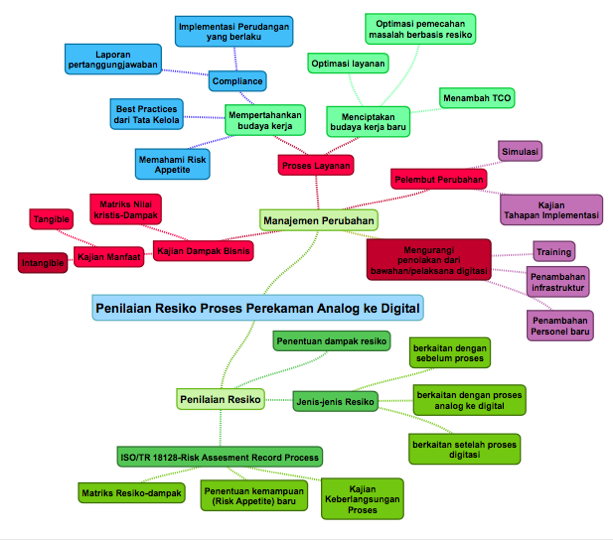 Implementasi Perudangan
yang berlaku
Optimasi pemecahan
masalah berbasis resiko
Laporan
pertanggungjawaban
Optimasi layanan
Compliance
Menambah TCO
Best Practices
dari Tata Kelola
Mempertahankan
budaya kerja
Menciptakan
budaya kerja baru
Memahami Risk
Appetite
Proses Layanan
Simulasi
Pelembut Perubahan
Kajian
Tahapan Implementasi
Matriks Nilai
kristis-Dampak
Tangible
Manajemen Perubahan
Kajian Dampak Bisnis
Kajian Manfaat
Intangible
Mengurangi
penolakan dari
bawahan/pelaksana digitasi
Training
Penambahan
infrastruktur
Penambahan
Personel baru
Penilaian Resiko Proses Perekaman Analog ke Digital
Penentuan dampak resiko
berkaitan dengan
sebelum proses
Penilaian Resiko
Jenis-jenis Resiko
berkaitan dengan proses
analog ke digital
berkaitan setelah proses
digitasi
ISO/TR 18128-Risk Assesment Record Process
Matriks Resiko-dampak
Penentuan kemampuan
(Risk Appetite) baru
Kajian
Keberlangsungan
Proses